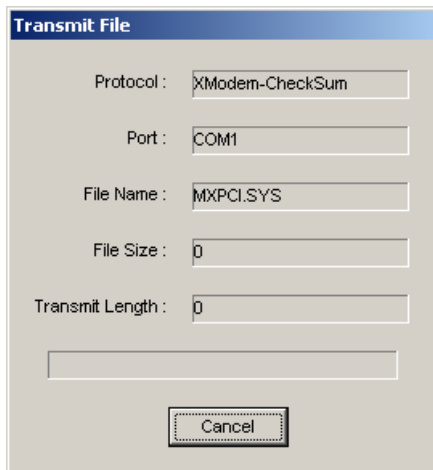 Transmit File
Protocol : XModem-CheckSum
Port : COM1
File Name : MXPCI.SYS
File Size : 0
Transmit Length : 0
Cancel